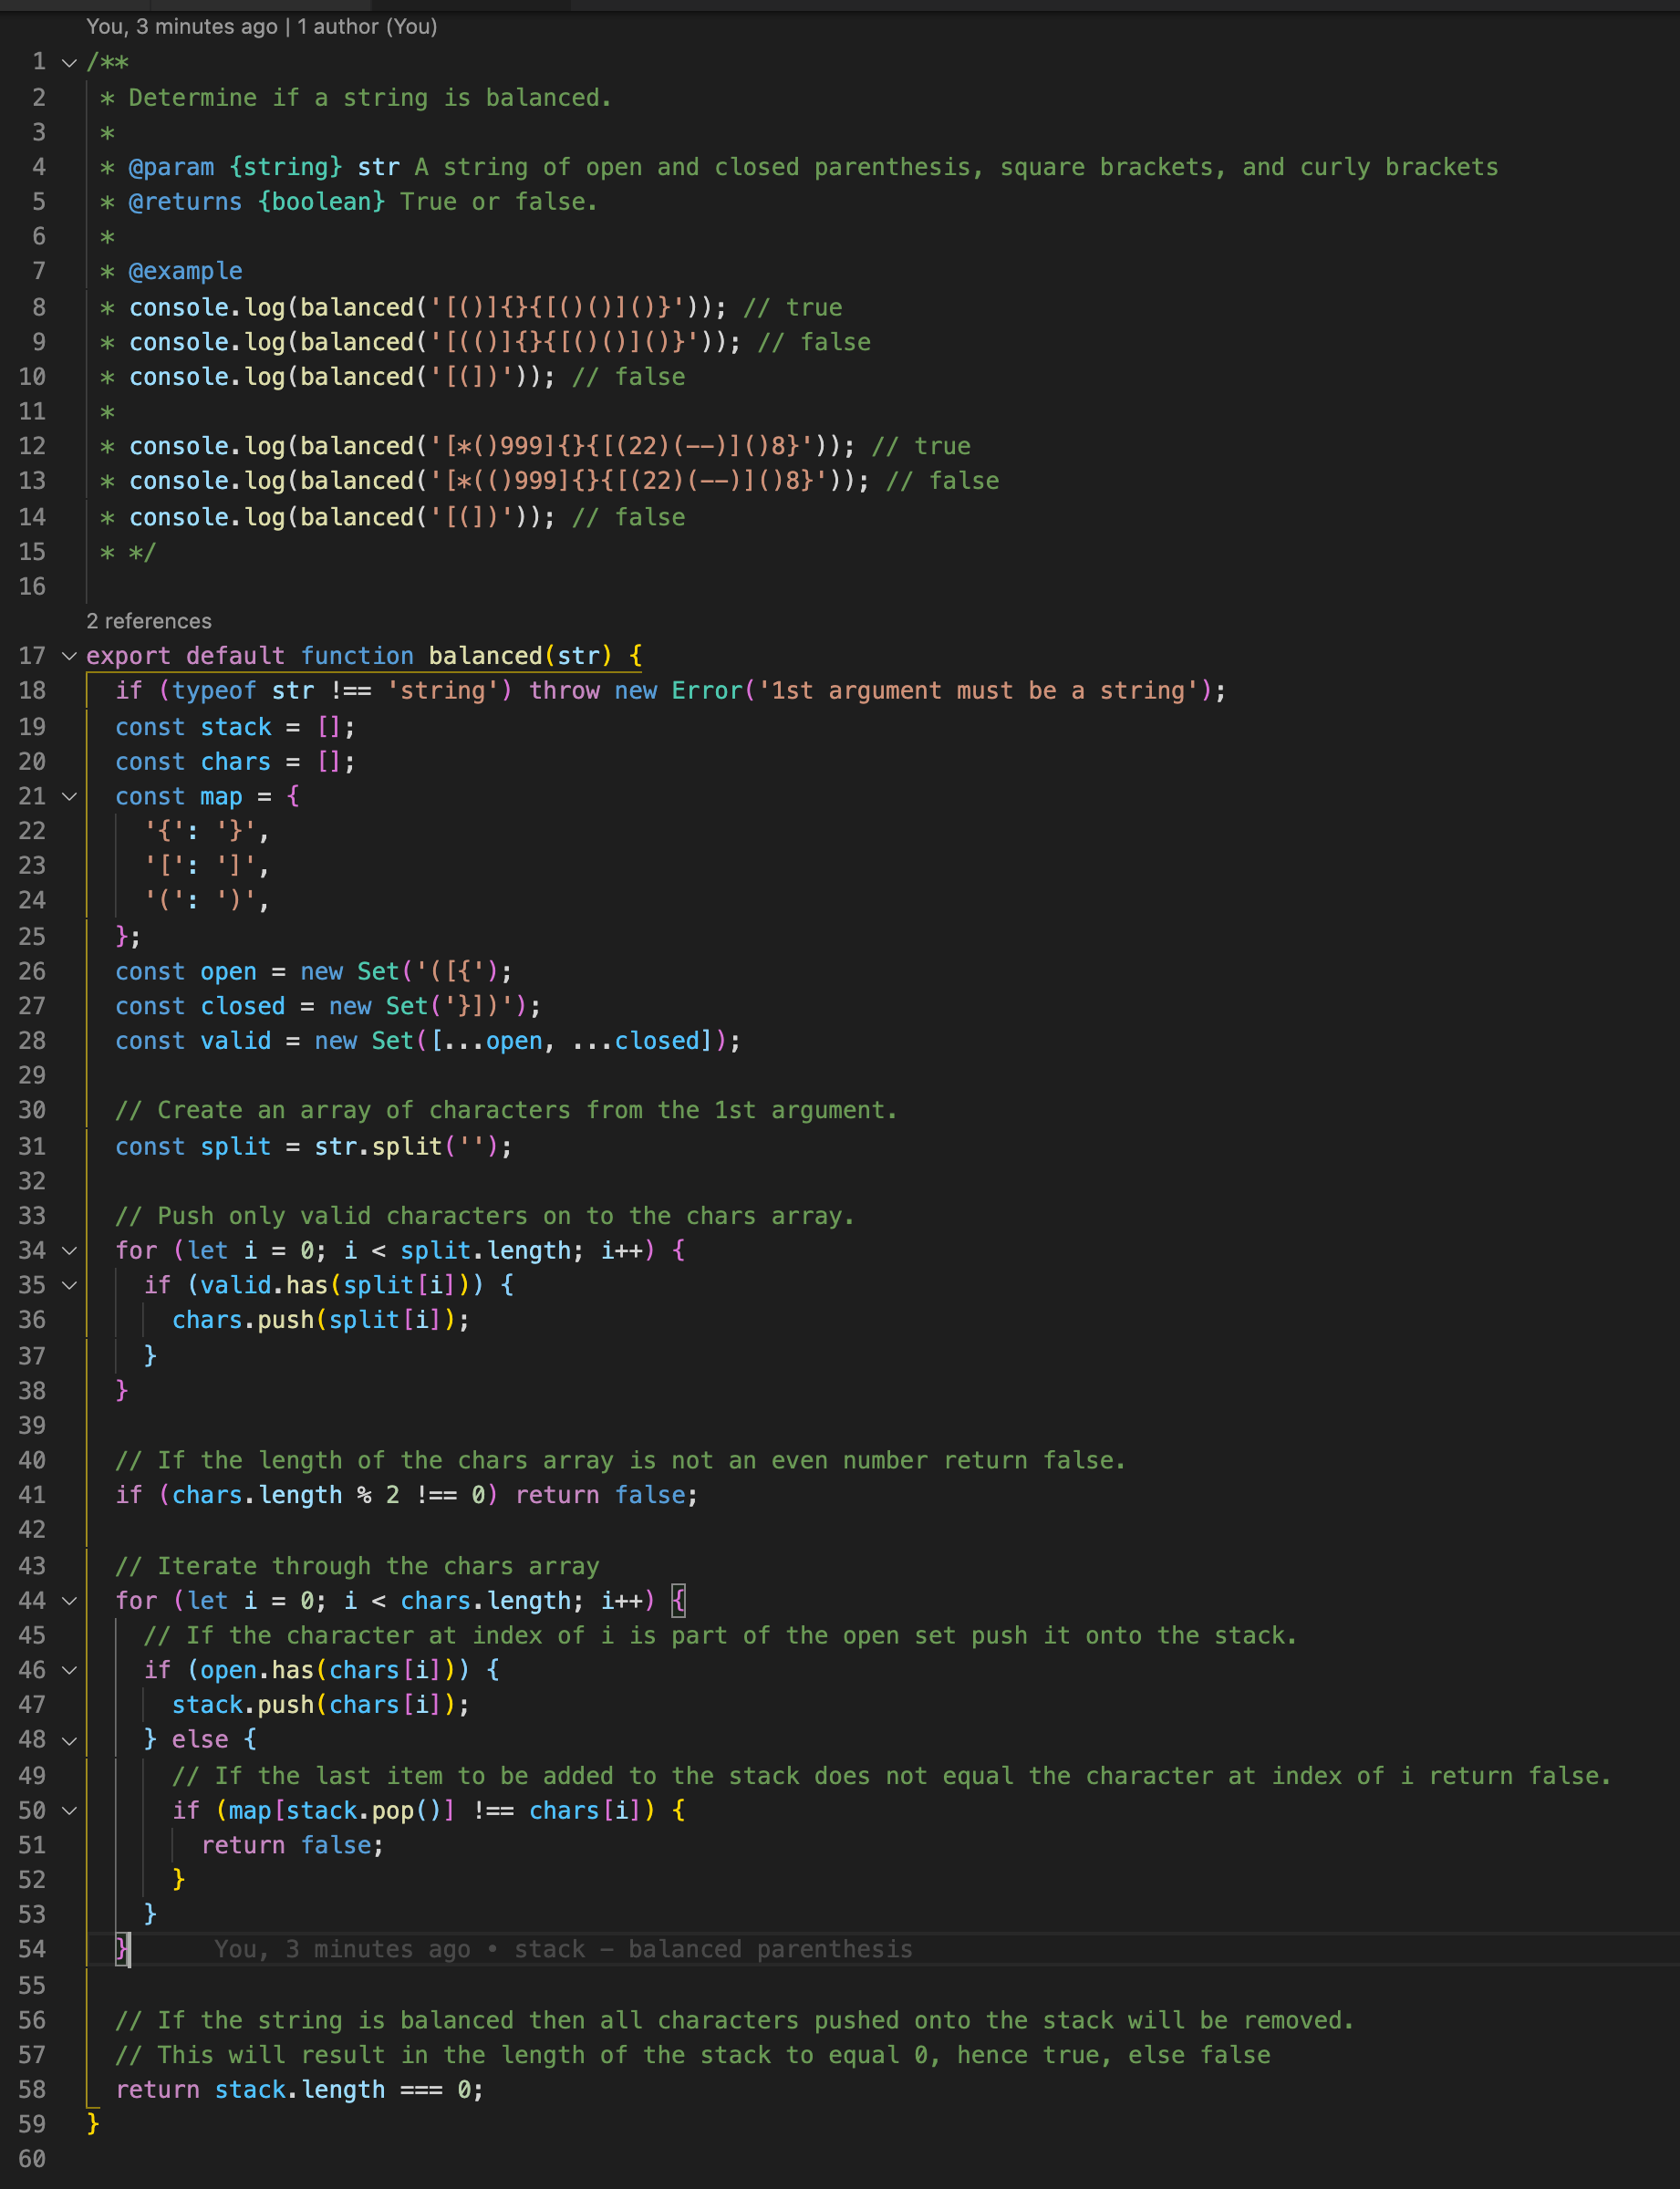 You, 3 minutes ago | 1 author (You)
1 /**
2  * Determine if a string is balanced.
3  *
4  * @param {string} str A string of open and closed parenthesis, square brackets, and curly brackets
5  * @returns {boolean} True or false.
6  *
7  * @example
8  * console.log(balanced('[()]{}{[()()]()}')); // true
9  * console.log(balanced('[(()]{}{[()()]()}')); // false
10  * console.log(balanced('[(])')); // false
11  *
12  * console.log(balanced('[*()999]{}{[(22)(--)]()8}')); // true
13  * console.log(balanced('[*(()999]{}{[(22)(--)]()8}')); // false
14  * console.log(balanced('[(])')); // false
15  * */
16
2 references
17 export default function balanced(str) {
18   if (typeof str !== 'string') throw new Error('1st argument must be a string');
19   const stack = [];
20   const chars = [];
21   const map = {
22     '{': '}',
23     '[': ']',
24     '(': ')',
25   };
26   const open = new Set('([{');
27   const closed = new Set('}])');
28   const valid = new Set([...open, ...closed]);
29
30   // Create an array of characters from the 1st argument.
31   const split = str.split('');
32
33   // Push only valid characters on to the chars array.
34   for (let i = 0; i < split.length; i++) {
35     if (valid.has(split[i])) {
36       chars.push(split[i]);
37     }
38   }
39
40   // If the length of the chars array is not an even number return false.
41   if (chars.length % 2 !== 0) return false;
42
43   // Iterate through the chars array
44   for (let i = 0; i < chars.length; i++) {
45     // If the character at index of i is part of the open set push it onto the stack.
46     if (open.has(chars[i])) {
47       stack.push(chars[i]);
48     } else {
49       // If the last item to be added to the stack does not equal the character at index of i return false.
50       if (map[stack.pop()] !== chars[i]) {
51         return false;
52       }
53     }
54   }      You, 3 minutes ago • stack – balanced parenthesis
55
56   // If the string is balanced then all characters pushed onto the stack will be removed.
57   // This will result in the length of the stack to equal 0, hence true, else false
58   return stack.length === 0;
59 }
60